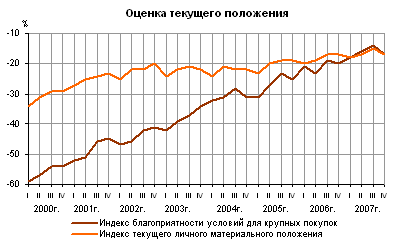 Оценка текущего положения
%
-10
-20
-30
-40
-50
-60
I II III IV I II III IV I II III IV I II III IV I II III IV I II III IV I II III IV I II III IV
2000г. 2001г. 2002г. 2003г. 2004г. 2005г. 2006г. 2007г.
Индекс благоприятности условий для крупных покупок
Индекс текущего личного материального положения